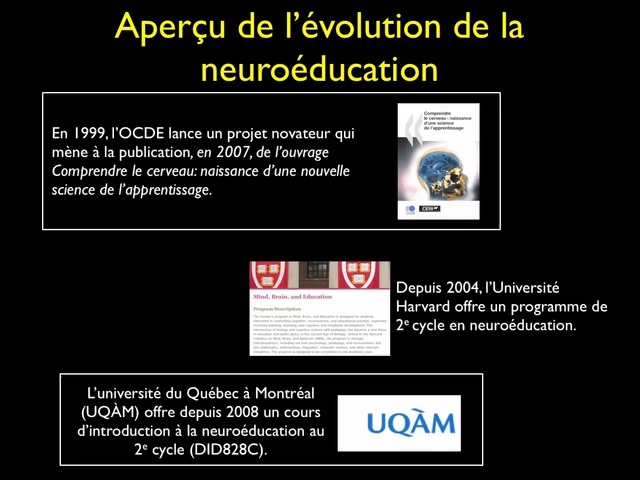 Aperçu de l’évolution de la
neuroéducation
En 1999, l’OCDE lance un projet novateur qui
mène à la publication, en 2007, de l’ouvrage
Comprendre le cerveau: naissance d’une nouvelle
science de l’apprentissage.
Comprendre
le cerveau : naissance
d'une science
de l'apprentissage
CERI
Mind, Brain, and Education
Program Description
Depuis 2004, l’Université
Harvard offre un programme de
2e cycle en neuroéducation.
L’université du Québec à Montréal
(UQÀM) offre depuis 2008 un cours
d’introduction à la neuroéducation au
2e cycle (DID828C).
UQÀM